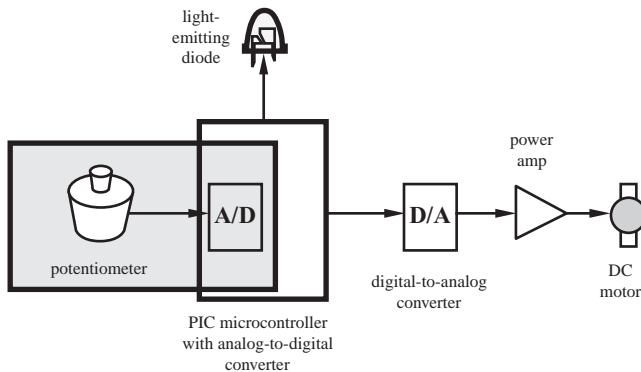 light-
emitting
diode
power
amp
A/D
D/A
potentiometer
digital-to-analog
converter
DC
motor
PIC microcontroller
with analog-to-digital
converter